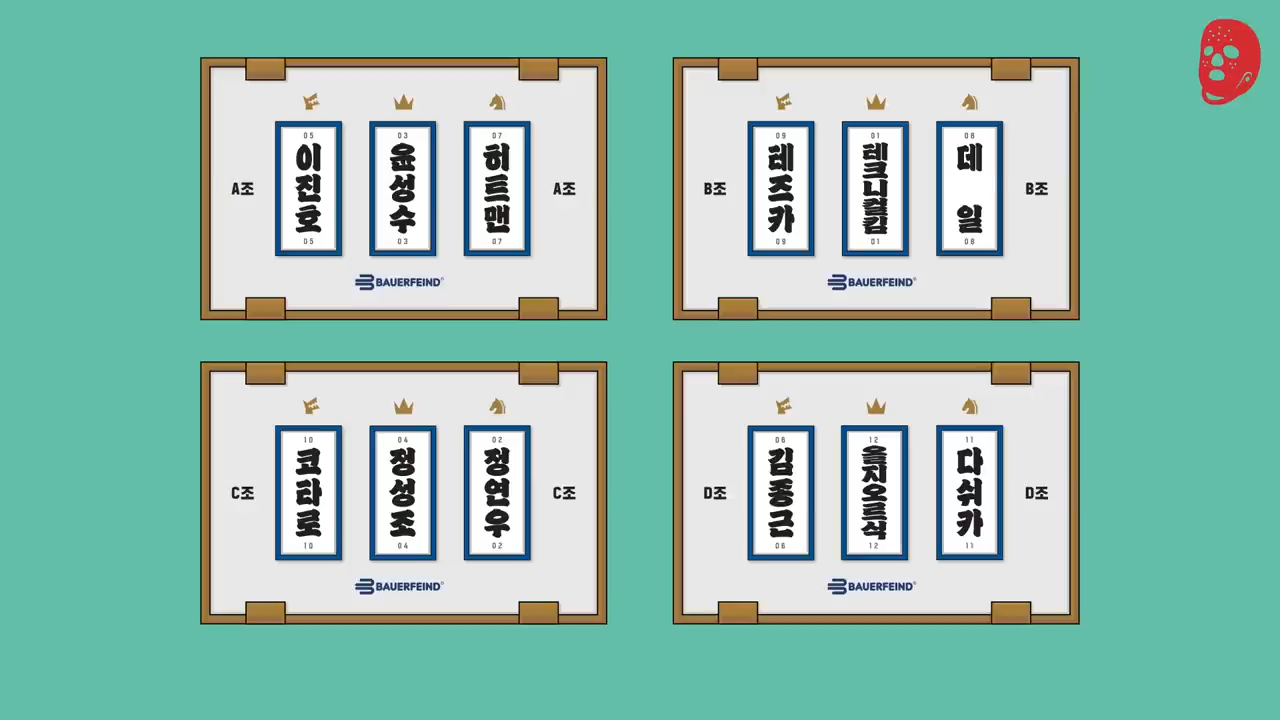 05 03 07
A조 이진호 윤성수 히트맨 A조
05 03 07
BAUERFEIND
09 01 08
B조 테즈카 테크니컬킴 데일 B조
09 01 08
BAUERFEIND
10 04 02
C조 코타로 정성조 정연우 C조
10 04 02
BAUERFEIND
06 12 11
D조 김종근 을지오르식 다쉬카 D조
06 12 11
BAUERFEIND